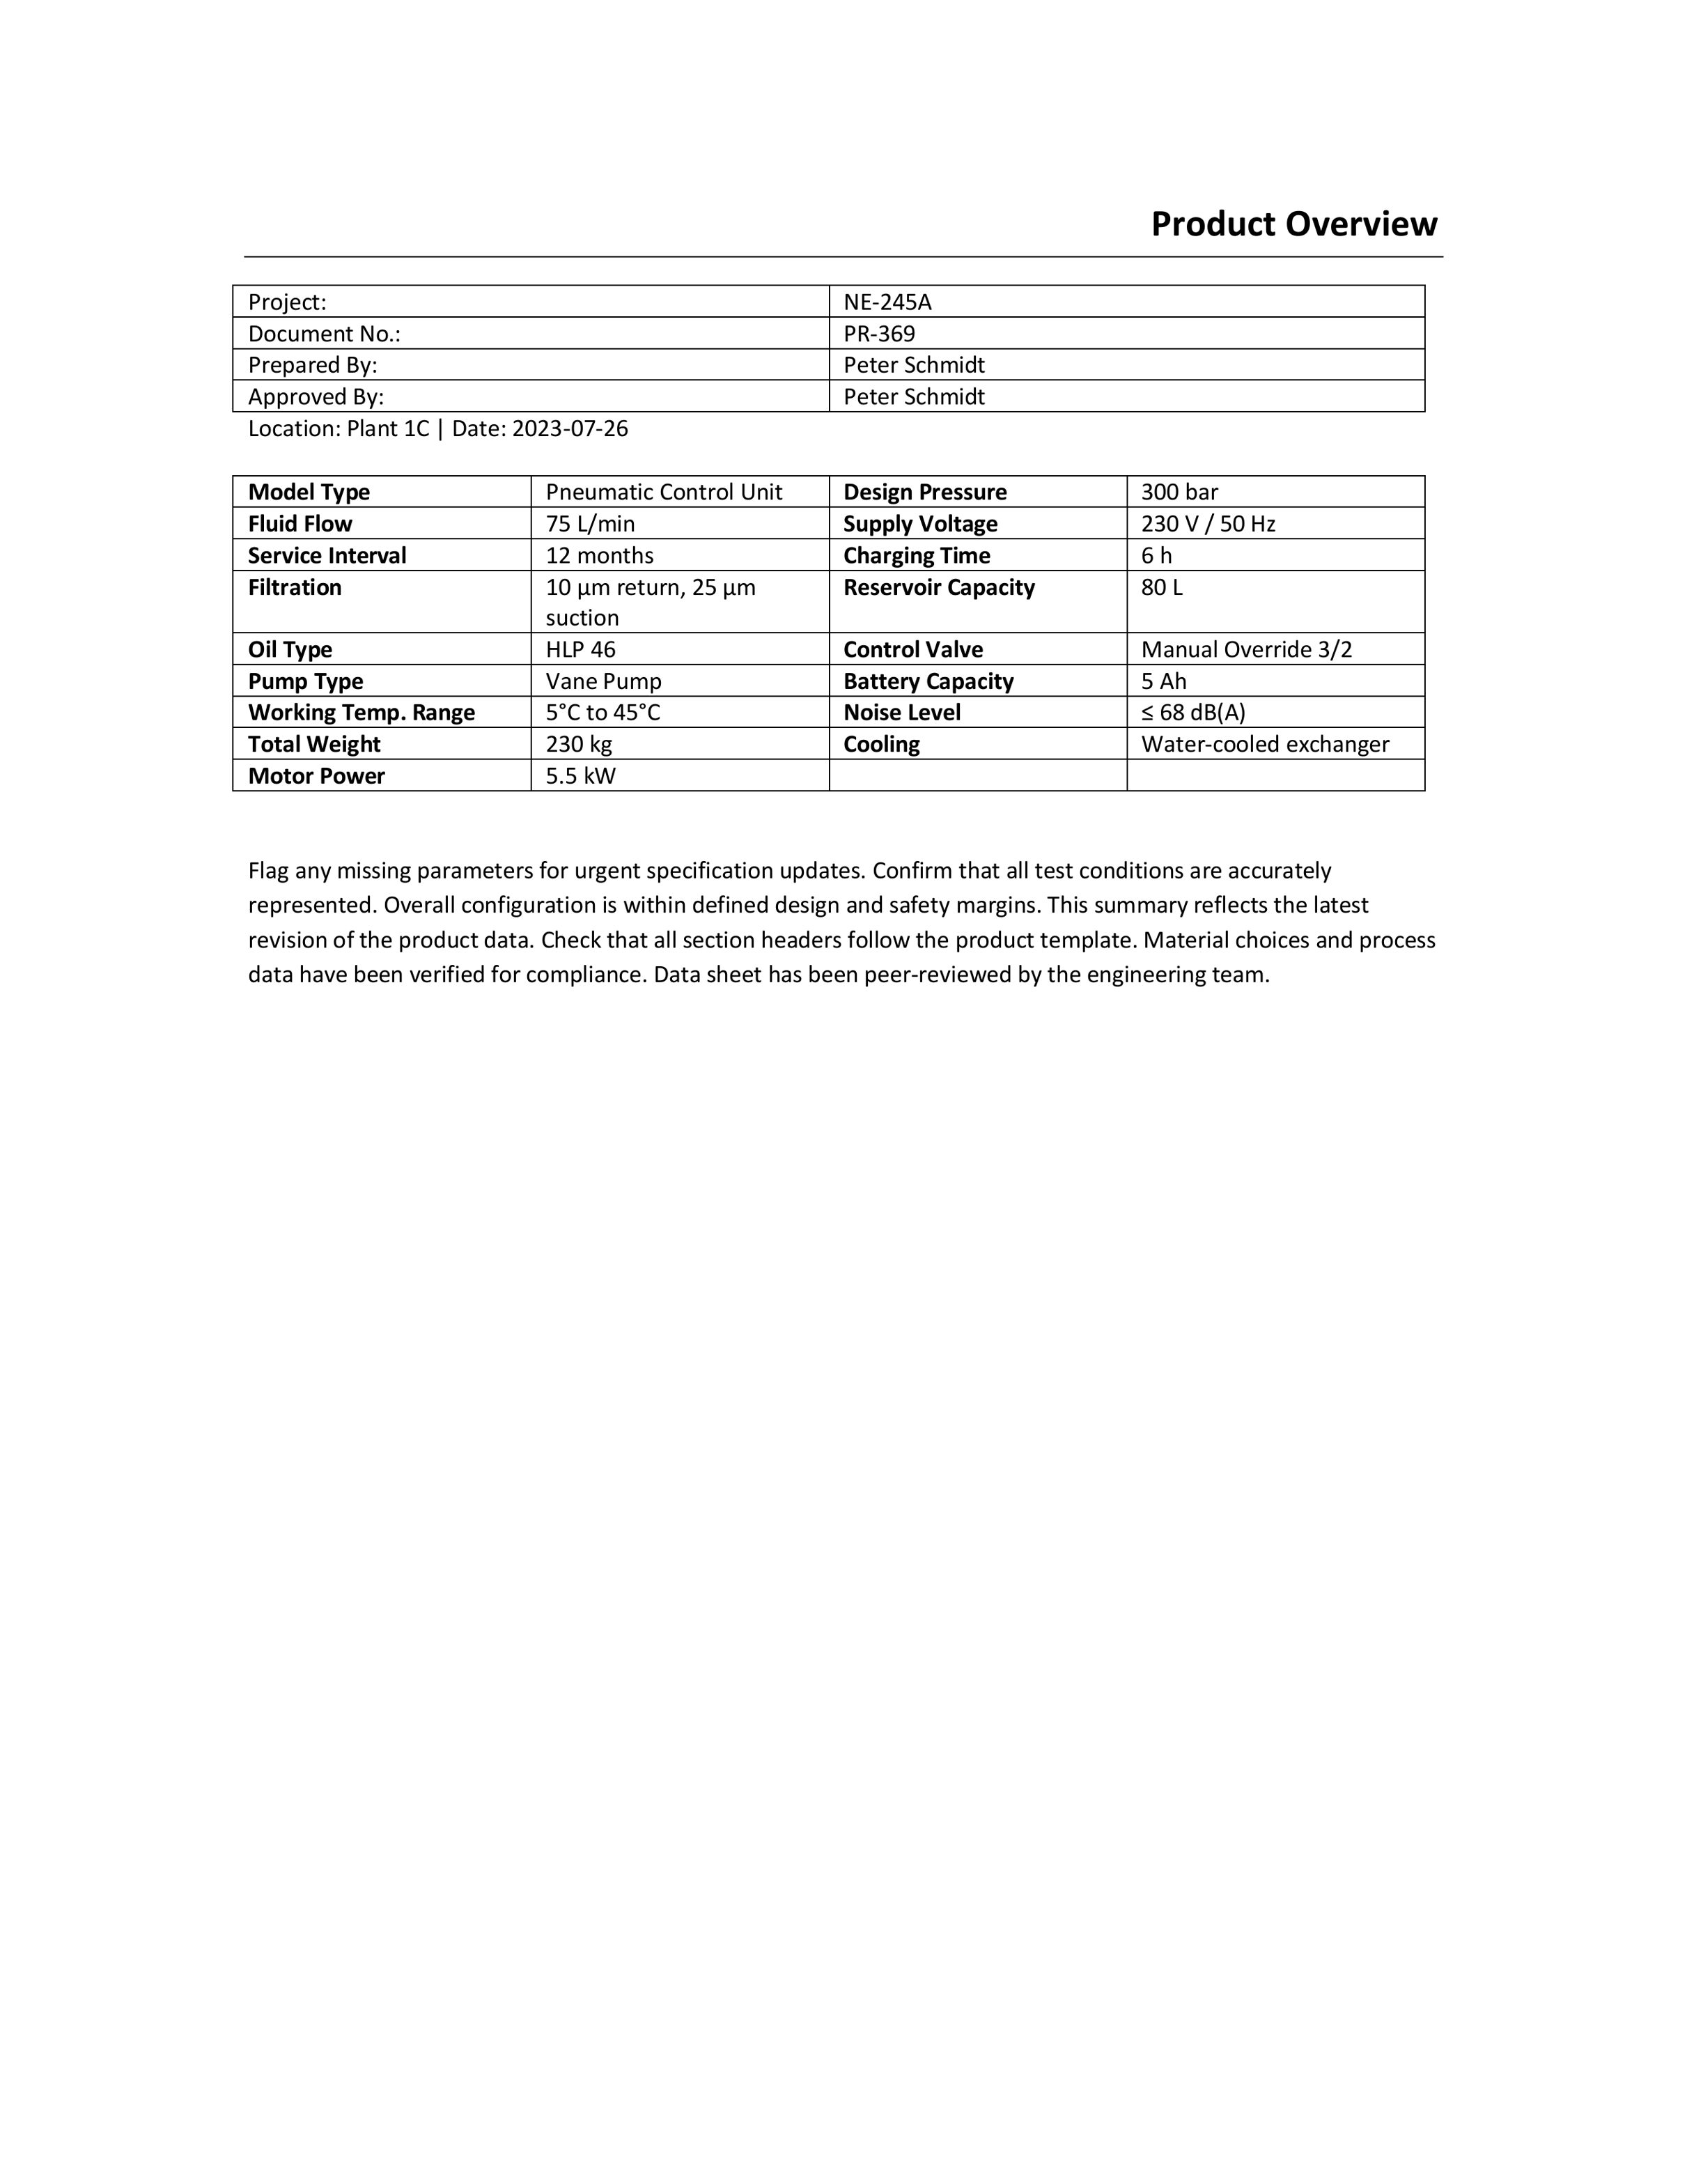 Product Overview
Project: NE-245A
Document No.: PR-369
Prepared By: Peter Schmidt
Approved By: Peter Schmidt
Location: Plant 1C | Date: 2023-07-26
Model Type Pneumatic Control Unit Design Pressure 300 bar
Fluid Flow 75 L/min Supply Voltage 230 V / 50 Hz
Service Interval 12 months Charging Time 6 h
Filtration 10 µm return, 25 µm Reservoir Capacity 80 L
suction
Oil Type HLP 46 Control Valve Manual Override 3/2
Pump Type Vane Pump Battery Capacity 5 Ah
Working Temp. Range 5°C to 45°C Noise Level ≤ 68 dB(A)
Total Weight 230 kg Cooling Water-cooled exchanger
Motor Power 5.5 kW
Flag any missing parameters for urgent specification updates. Confirm that all test conditions are accurately
represented. Overall configuration is within defined design and safety margins. This summary reflects the latest
revision of the product data. Check that all section headers follow the product template. Material choices and process
data have been verified for compliance. Data sheet has been peer-reviewed by the engineering team.